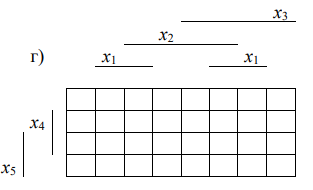 x₃
x₂
г) x₁ x₁
x₄
x₅